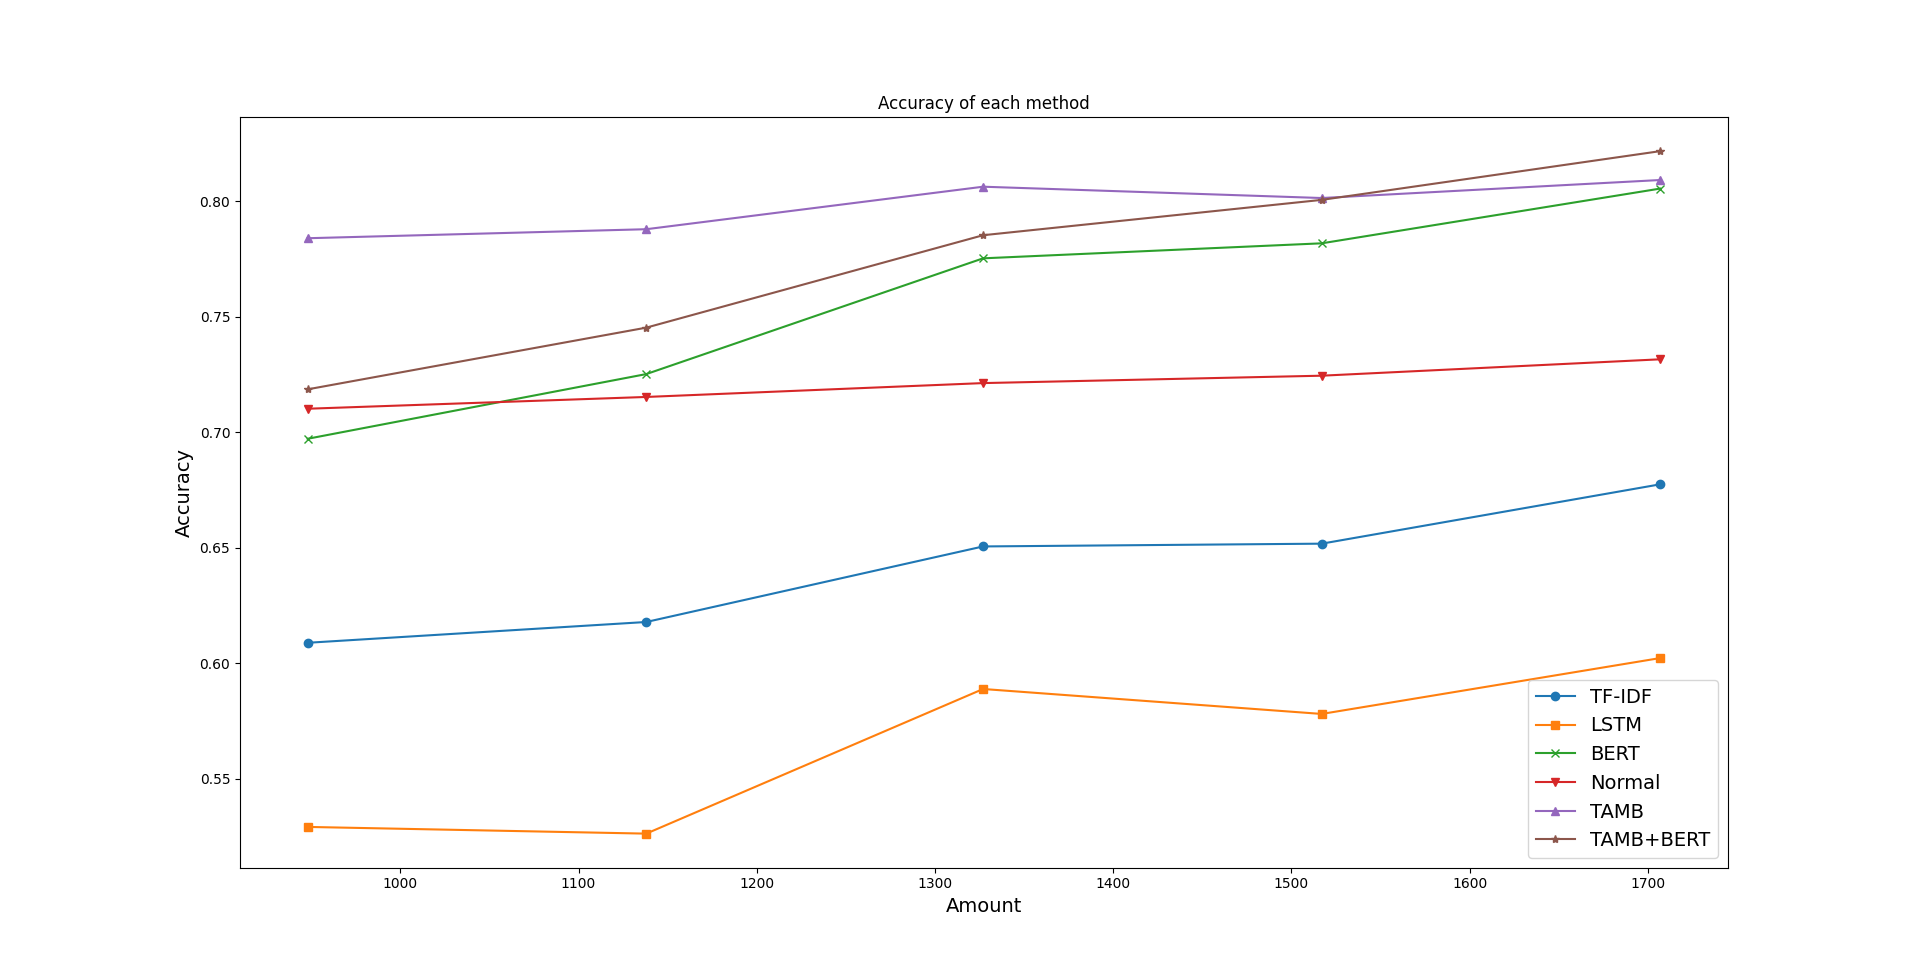 Accuracy of each method
Accuracy
0.80
0.75
0.70
0.65
0.60
0.55
1000 1100 1200 1300 1400 1500 1600 1700
Amount
TF-IDF
LSTM
BERT
Normal
TAMB
TAMB+BERT